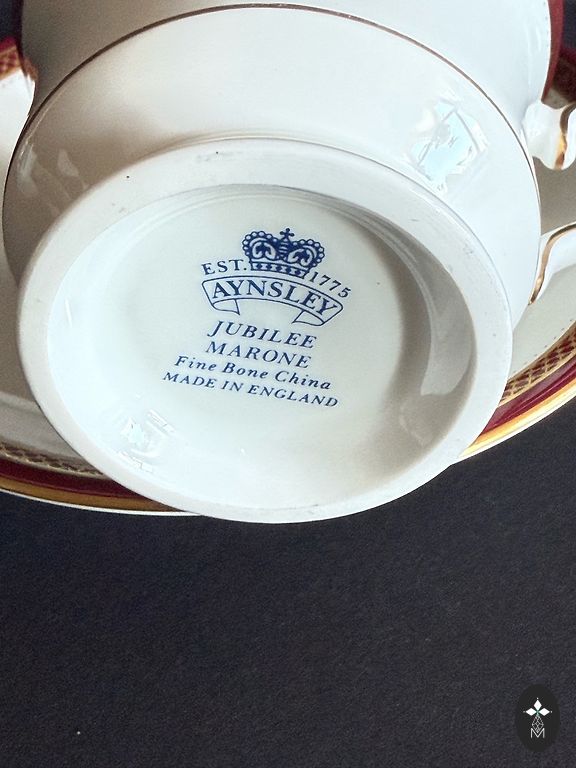 EST. 1775
AYNSLEY
JUBILEE
MARONE
Fine Bone China
MADE IN ENGLAND
M